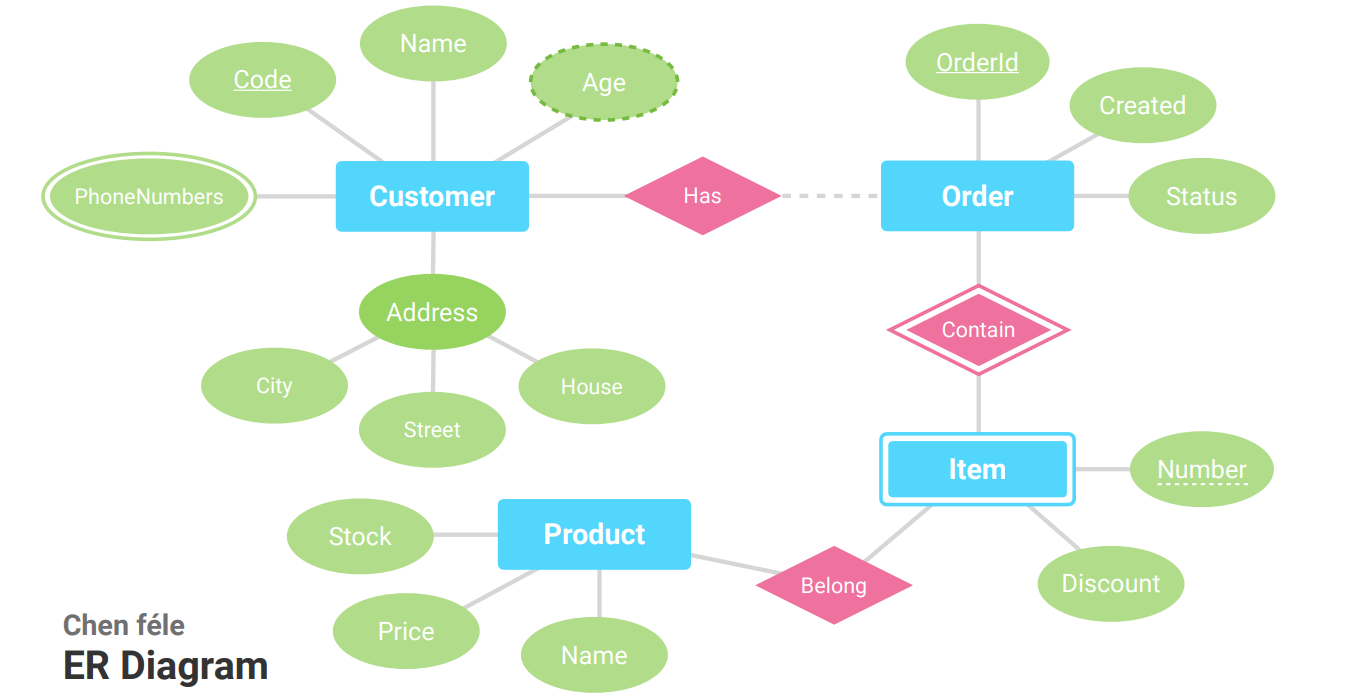 Name
Code
Age
OrderId
Created
PhoneNumbers
Customer
Has
Order
Status
Address
Contain
City
Street
House
Item
Number
Stock
Product
Belong
Discount
Price
Name
Chen féle
ER Diagram